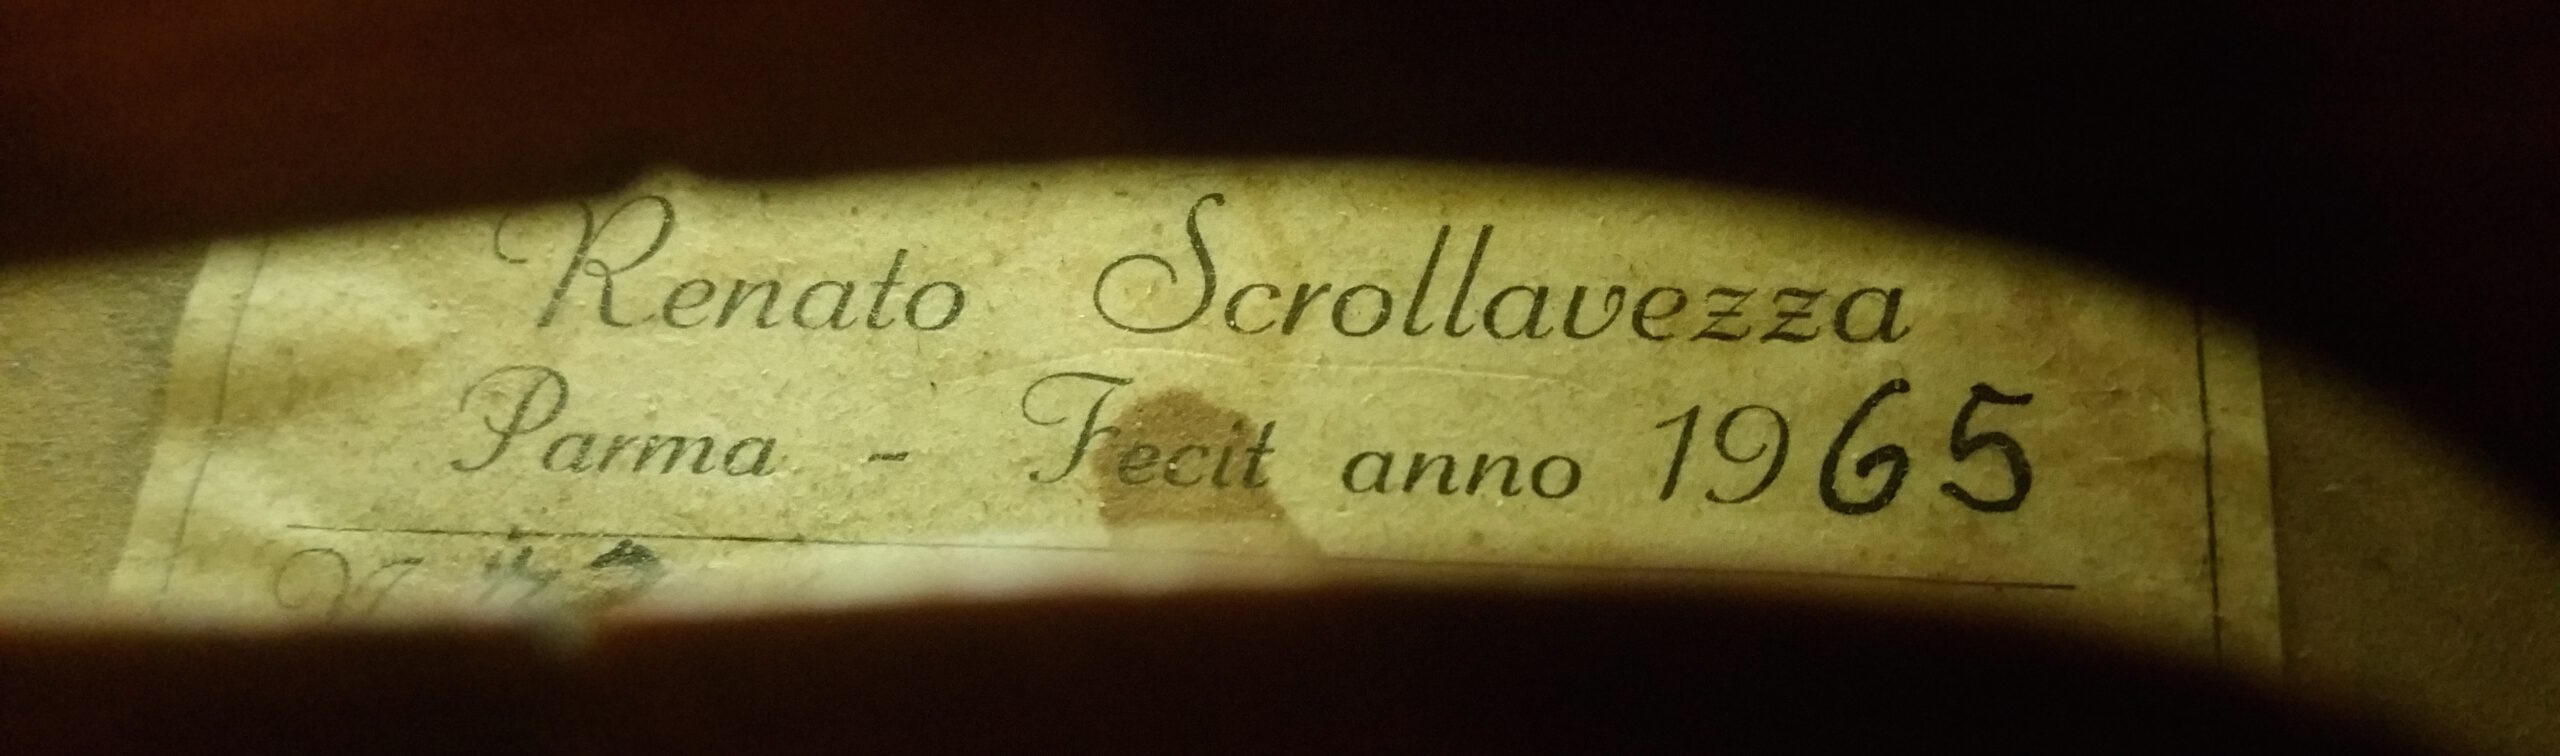 Renato Scrollavezza
Parma - Fecit anno 1965